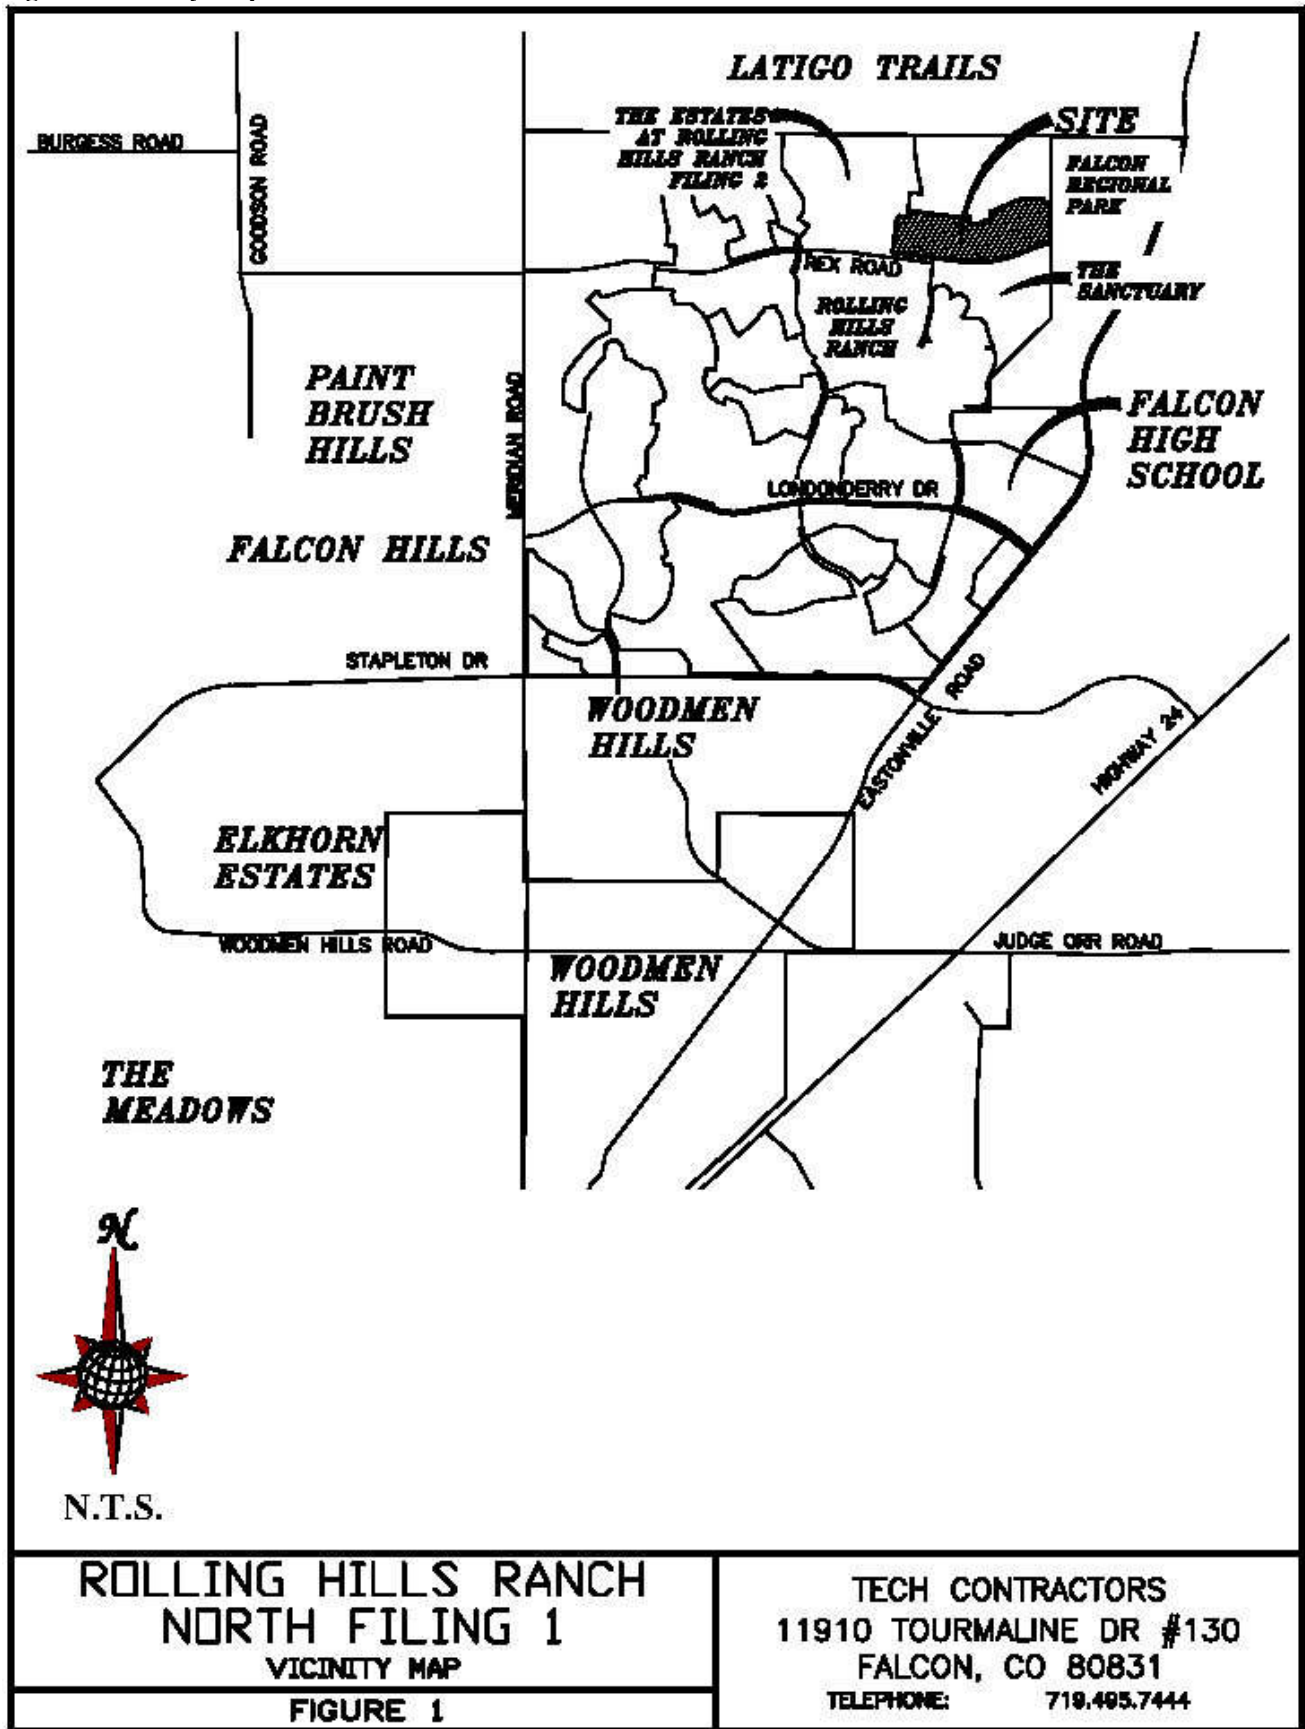 LATIGO TRAILS
THE ESTATES
AT ROLLING
HILLS RANCH
FILING 2
SITE
BURGESS ROAD
GOODSON ROAD
FALCON
REGIONAL
PARK
REX ROAD
THE
SANCTUARY
ROLLING
HILLS
RANCH
PAINT
BRUSH
HILLS
MERIDIAN ROAD
FALCON
HIGH
SCHOOL
LONDONDERRY DR
FALCON HILLS
STAPLETON DR
WOODMEN
HILLS
EASTONVILLE ROAD
HIGHWAY 24
ELKHORN
ESTATES
WOODMEN HILLS ROAD
JUDGE ORR ROAD
WOODMEN
HILLS
THE
MEADOWS
N
N.T.S.
ROLLING HILLS RANCH
NORTH FILING 1
VICINITY MAP
FIGURE 1
TECH CONTRACTORS
11910 TOURMALINE DR #130
FALCON, CO 80831
TELEPHONE: 719.495.7444